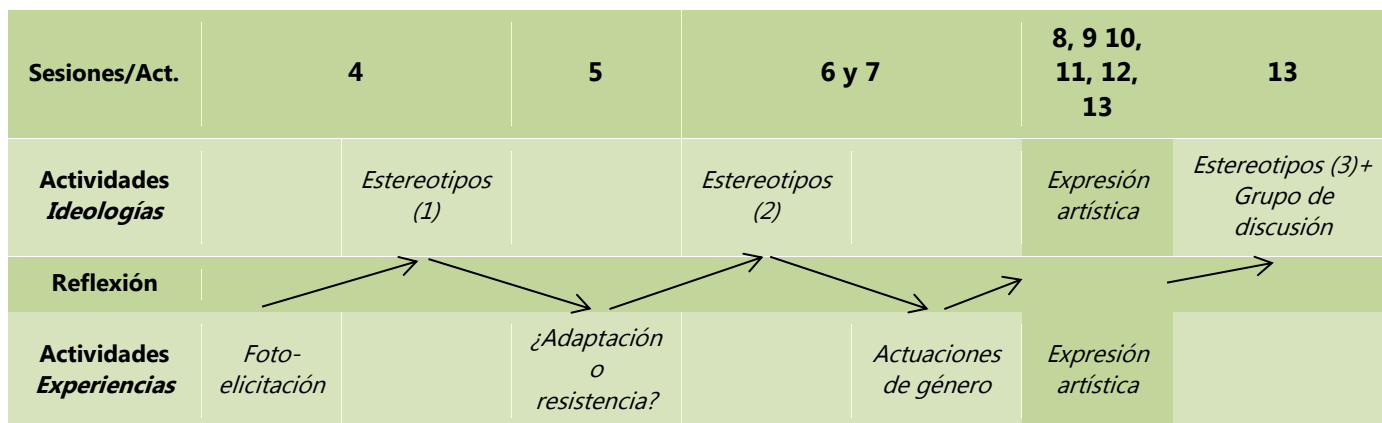 Sesiones/Act.
4
5
6 y 7
8, 9 10,
11, 12,
13
13
Actividades
Ideologías
Estereotipos
(1)
Estereotipos
(2)
Expresión
artística
Estereotipos (3)+
Grupo de
discusión
Reflexión
Actividades
Experiencias
Foto-
elicitación
¿Adaptación
o
resistencia?
Actuaciones
de género
Expresión
artística